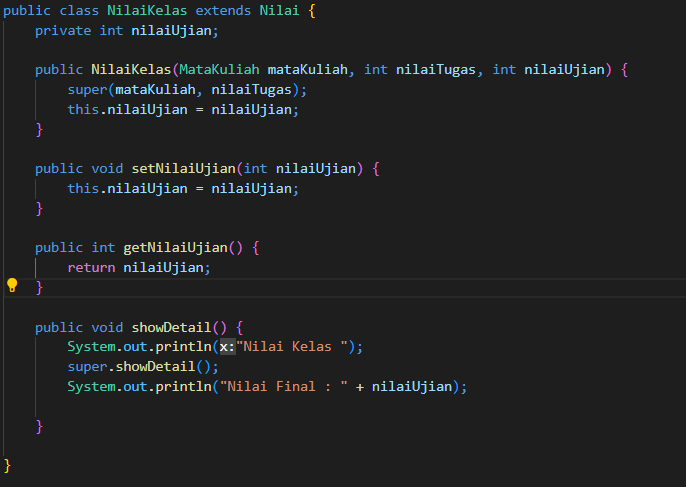 public class NilaiKelas extends Nilai {
    private int nilaiUjian;
    public NilaiKelas(MataKuliah mataKuliah, int nilaiTugas, int nilaiUjian) {
        super(mataKuliah, nilaiTugas);
        this.nilaiUjian = nilaiUjian;
    }
    public void setNilaiUjian(int nilaiUjian) {
        this.nilaiUjian = nilaiUjian;
    }
    public int getNilaiUjian() {
        return nilaiUjian;
    }
    public void showDetail() {
        System.out.println(x:"Nilai Kelas ");
        super.showDetail();
        System.out.println("Nilai Final : " + nilaiUjian);
    }
}